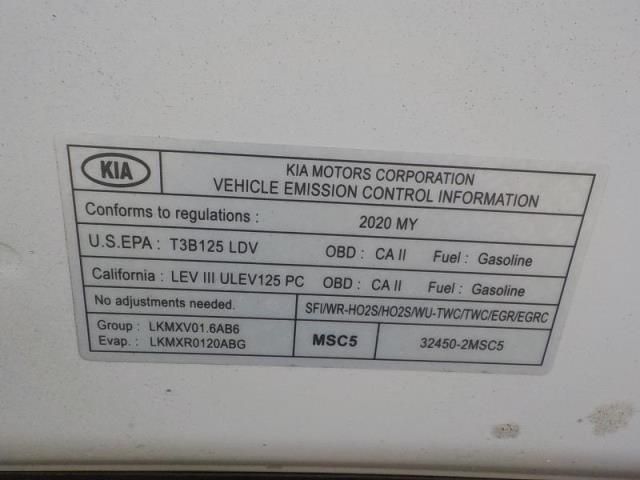 KIA
KIA MOTORS CORPORATION
VEHICLE EMISSION CONTROL INFORMATION
Conforms to regulations : 2020 MY
U.S.EPA : T3B125 LDV OBD : CA II Fuel : Gasoline
California : LEV III ULEV125 PC OBD : CA II Fuel : Gasoline
No adjustments needed. SFI/WR-HO2S/HO2S/WU-TWC/TWC/EGR/EGRC
Group : LKMXV01.6AB6
Evap. : LKMXR0120ABG
MSC5 32450-2MSC5